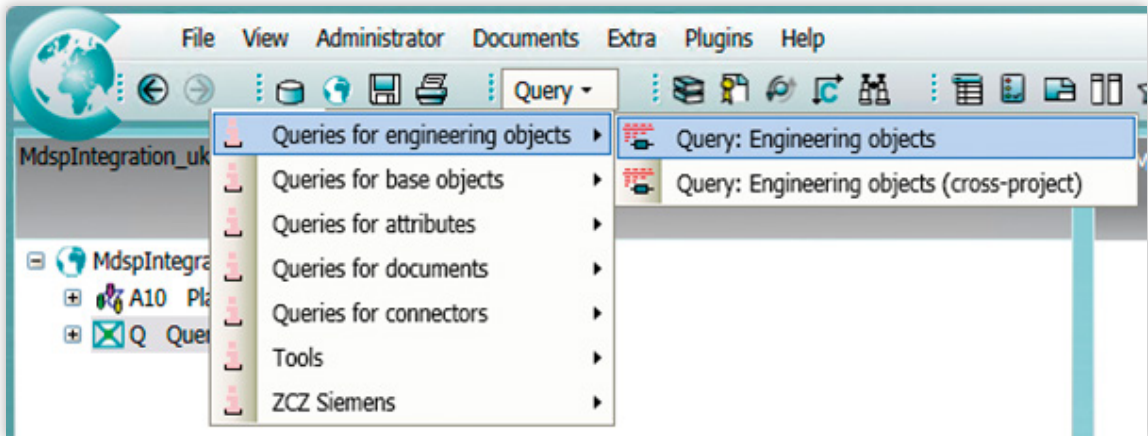 File View Administrator Documents Extra Plugins Help
Query
Queries for engineering objects
Query: Engineering objects
MdspIntegration_uk
Queries for base objects
Query: Engineering objects (cross-project)
Queries for attributes
MdspIntegra
Queries for documents
A10 Pla
Queries for connectors
Q Quer
Tools
ZCZ Siemens